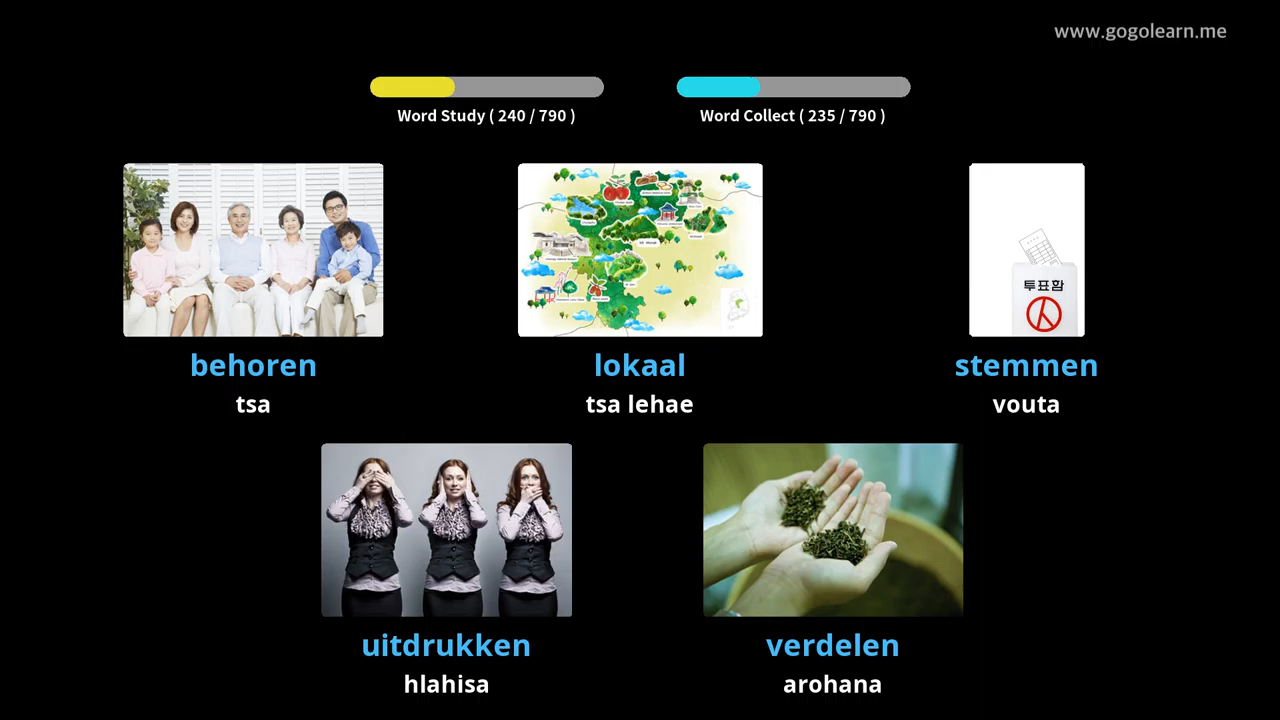 www.gogolearn.me
Word Study ( 240 / 790 )
Word Collect ( 235 / 790 )
투표함
behoren
lokaal
stemmen
tsa
tsa lehae
vouta
uitdrukken
verdelen
hlahisa
arohana